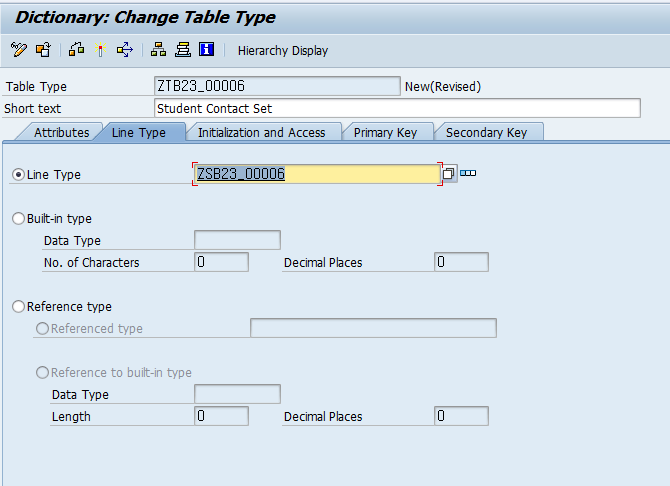 Dictionary: Change Table Type
Hierarchy Display
Table Type ZTB23_00006 New(Revised)
Short text Student Contact Set
Attributes Line Type Initialization and Access Primary Key Secondary Key
Line Type ZSB23_00006
Built-in type
Data Type
No. of Characters 0 Decimal Places 0
Reference type
Referenced type
Reference to built-in type
Data Type
Length 0 Decimal Places 0